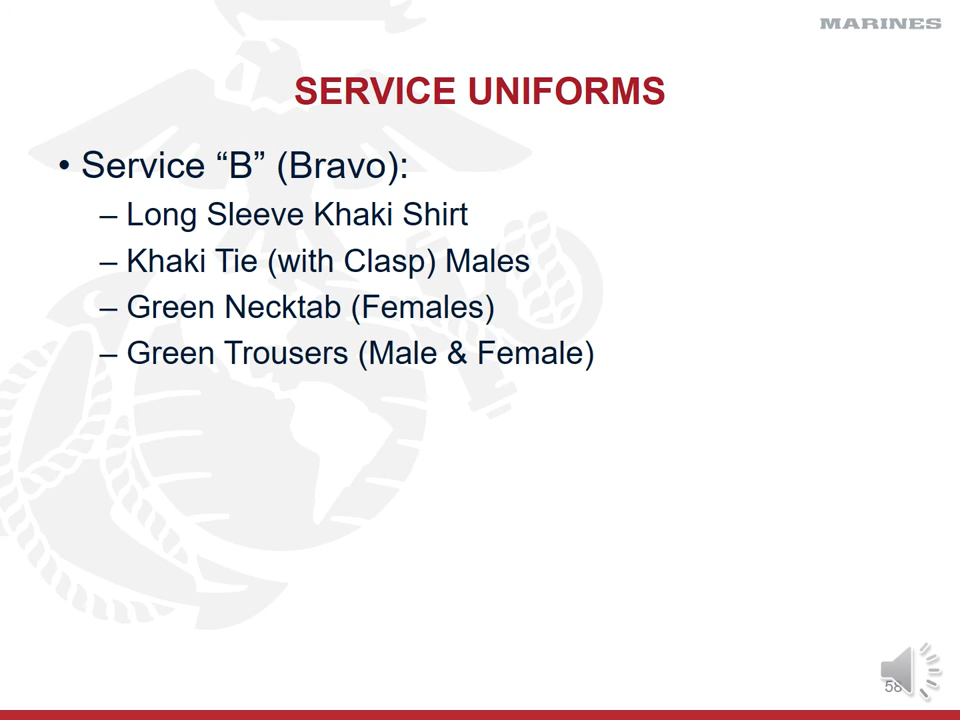 MARINES
SERVICE UNIFORMS
• Service “B” (Bravo):
– Long Sleeve Khaki Shirt
– Khaki Tie (with Clasp) Males
– Green Necktab (Females)
– Green Trousers (Male & Female)
58